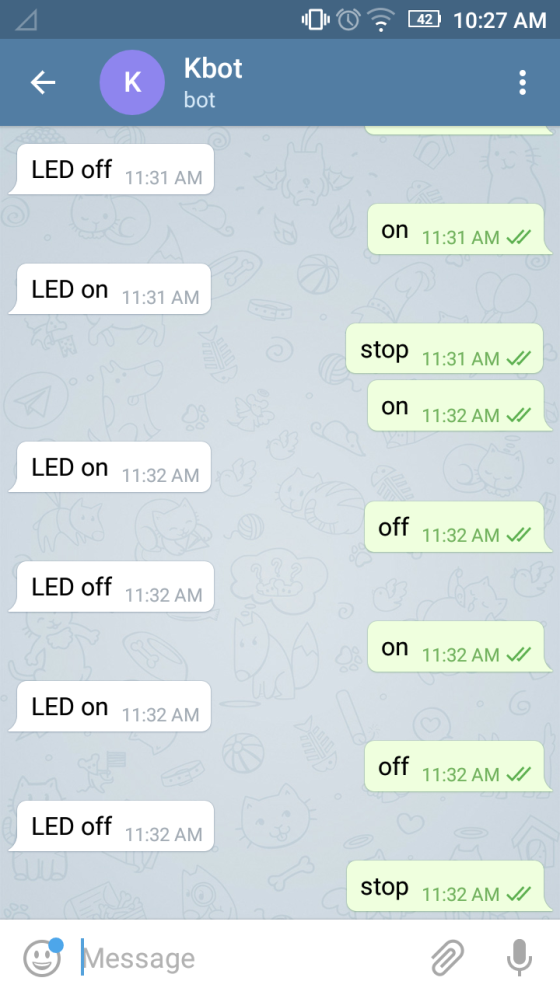 42 10:27 AM
K
Kbot
bot
LED off 11:31 AM
on 11:31 AM
LED on 11:31 AM
stop 11:31 AM
on 11:32 AM
LED on 11:32 AM
off 11:32 AM
LED off 11:32 AM
on 11:32 AM
LED on 11:32 AM
off 11:32 AM
LED off 11:32 AM
stop 11:32 AM
Message